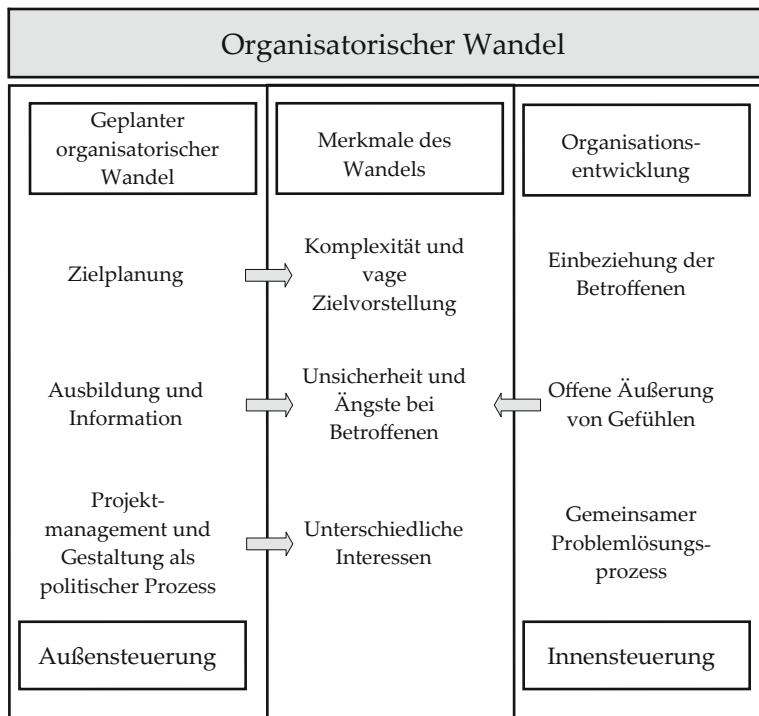 Organisatorischer Wandel
Geplanter
organisatorischer
Wandel
Zielplanung
Ausbildung und
Information
Projekt-
management und
Gestaltung als
politischer Prozess
Außensteuerung
Merkmale des
Wandels
Komplexität und
vage
Zielvorstellung
Unsicherheit und
Ängste bei
Betroffenen
Unterschiedliche
Interessen
Organisations-
entwicklung
Einbeziehung der
Betroffenen
Offene Äußerung
von Gefühlen
Gemeinsamer
Problemlösungs-
prozess
Innensteuerung